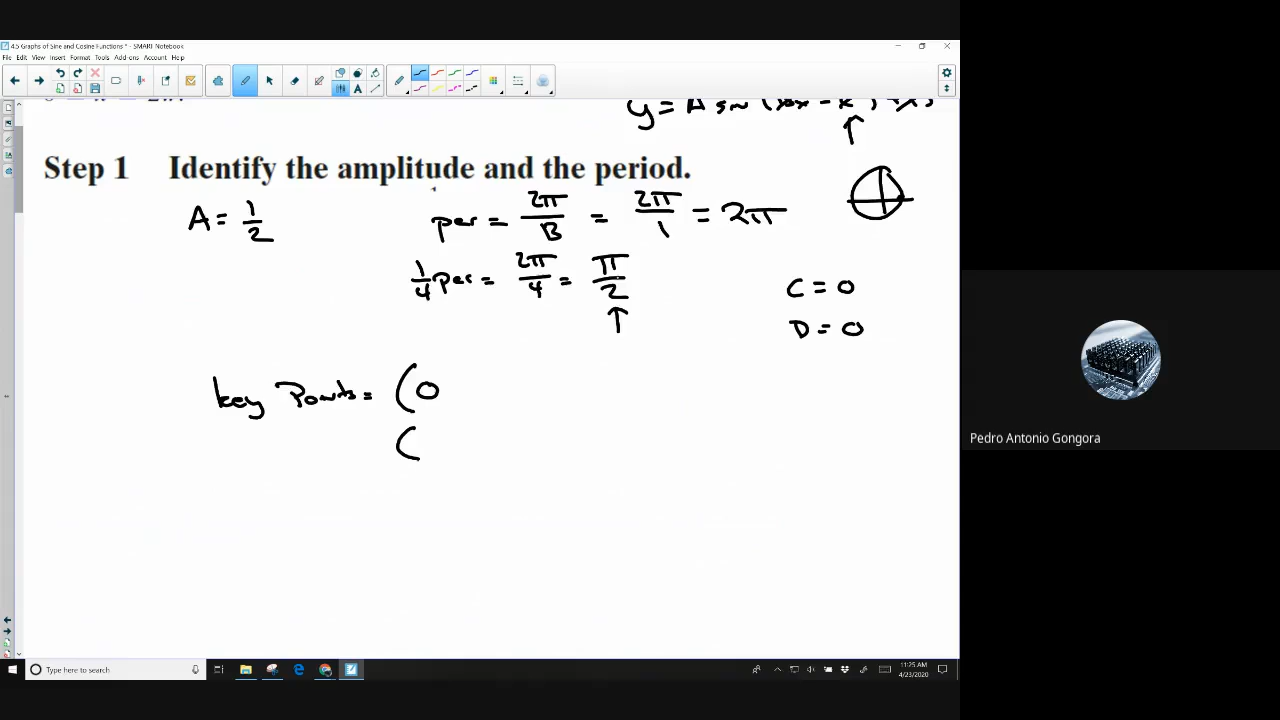 4.5 Graphs of Sine and Cosine Functions * - SMART Notebook
File Edit View Insert Format Tools Add-ons Account Help
y = A sin
Step 1 Identify the amplitude and the period.
A = 1/2 per = 2π/B = 2π/1 = 2π
1/4 per = 2π/4 = π/2
C = 0
D = 0
key Points = (0
(
Pedro Antonio Gongora
Type here to search
11:25 AM
4/23/2020